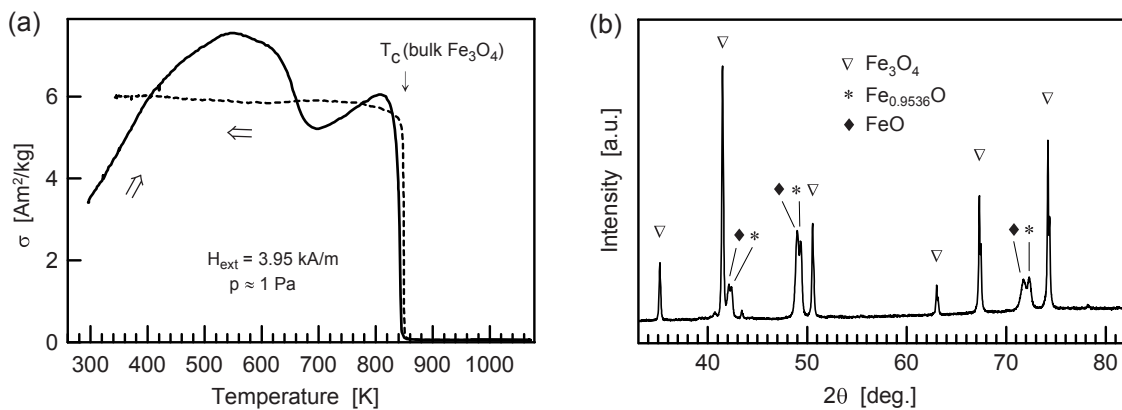 (a)
T_C (bulk Fe₃O₄)
σ [Am²/kg]
8
6
4
2
0
H_ext = 3.95 kA/m
p ≈ 1 Pa
300 400 500 600 700 800 900 1000
Temperature [K]
(b)
▽ Fe₃O₄
* Fe₀.₉₅₃₆O
◆ FeO
Intensity [a.u.]
40 50 60 70 80
2θ [deg.]